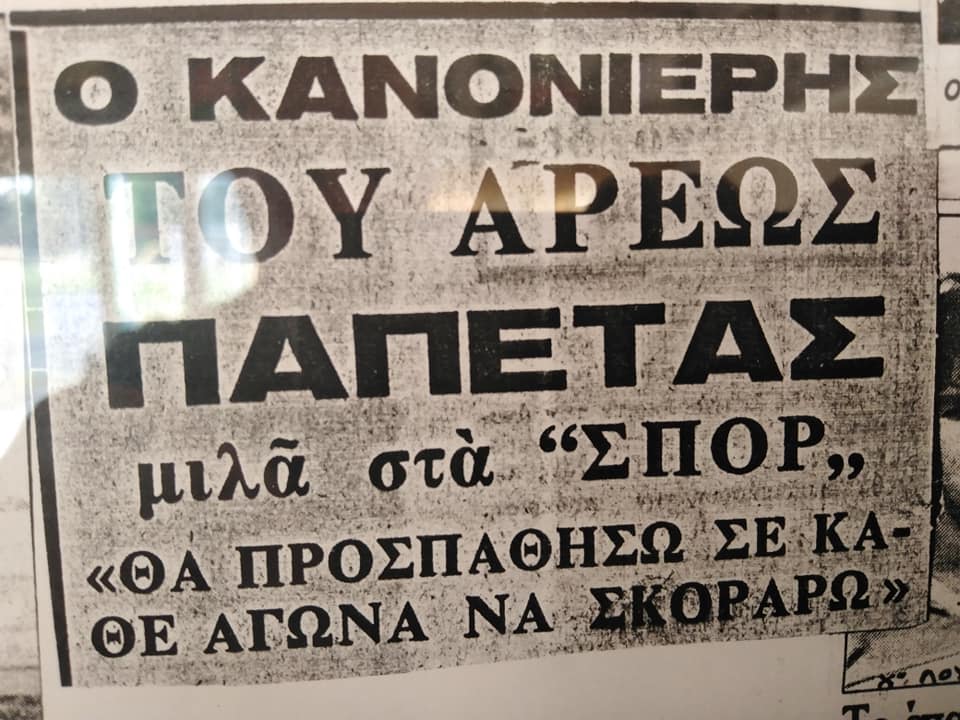 Ο ΚΑΝΟΝΙΕΡΗΣ
ΤΟΥ ΑΡΕΩΣ
ΠΑΠΕΤΑΣ
μιλᾶ στὰ “ΣΠΟΡ„
«ΘΑ ΠΡΟΣΠΑΘΗΣΩ ΣΕ ΚΑ-
ΘΕ ΑΓΩΝΑ ΝΑ ΣΚΟΡΑΡΩ»